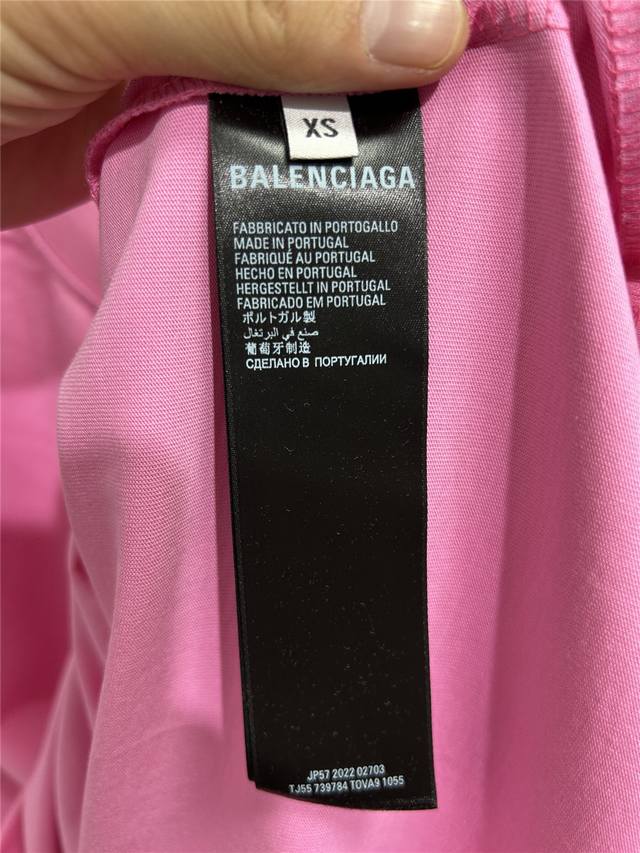 XS
BALENCIAGA
FABBRICATO IN PORTOGALLO
MADE IN PORTUGAL
FABRIQUÉ AU PORTUGAL
HECHO EN PORTUGAL
HERGESTELLT IN PORTUGAL
FABRICADO EM PORTUGAL
ポルトガル製
صنع في البرتغال
葡萄牙制造
СДЕЛАНО В ПОРТУГАЛИИ
JP57 2022 02703
TJ55 739784 TOVA9 1055